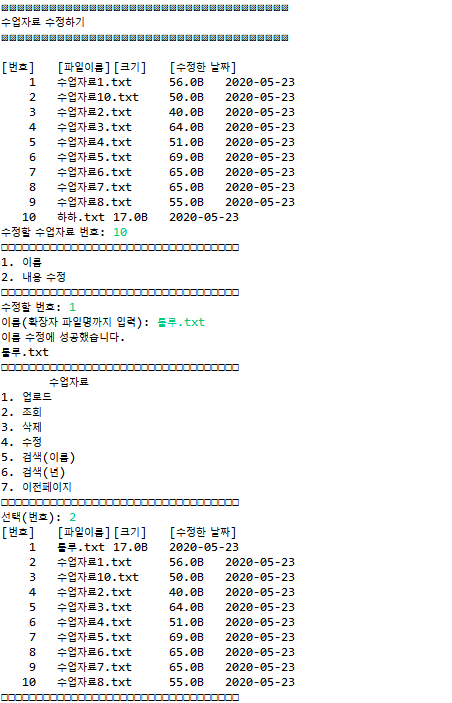 수업자료 수정하기
[번호] [파일이름][크기] [수정한 날짜]
1 수업자료1.txt 56.0B 2020-05-23
2 수업자료10.txt 50.0B 2020-05-23
3 수업자료2.txt 40.0B 2020-05-23
4 수업자료3.txt 64.0B 2020-05-23
5 수업자료4.txt 51.0B 2020-05-23
6 수업자료5.txt 69.0B 2020-05-23
7 수업자료6.txt 65.0B 2020-05-23
8 수업자료7.txt 65.0B 2020-05-23
9 수업자료8.txt 55.0B 2020-05-23
10 하하.txt 17.0B 2020-05-23
수정할 수업자료 번호: 10
1. 이름
2. 내용 수정
수정할 번호: 1
이름(확장자 파일명까지 입력): 룰루.txt
이름 수정에 성공했습니다.
룰루.txt
수업자료
1. 업로드
2. 조회
3. 삭제
4. 수정
5. 검색(이름)
6. 검색(년)
7. 이전페이지
선택(번호): 2
[번호] [파일이름][크기] [수정한 날짜]
1 룰루.txt 17.0B 2020-05-23
2 수업자료1.txt 56.0B 2020-05-23
3 수업자료10.txt 50.0B 2020-05-23
4 수업자료2.txt 40.0B 2020-05-23
5 수업자료3.txt 64.0B 2020-05-23
6 수업자료4.txt 51.0B 2020-05-23
7 수업자료5.txt 69.0B 2020-05-23
8 수업자료6.txt 65.0B 2020-05-23
9 수업자료7.txt 65.0B 2020-05-23
10 수업자료8.txt 55.0B 2020-05-23